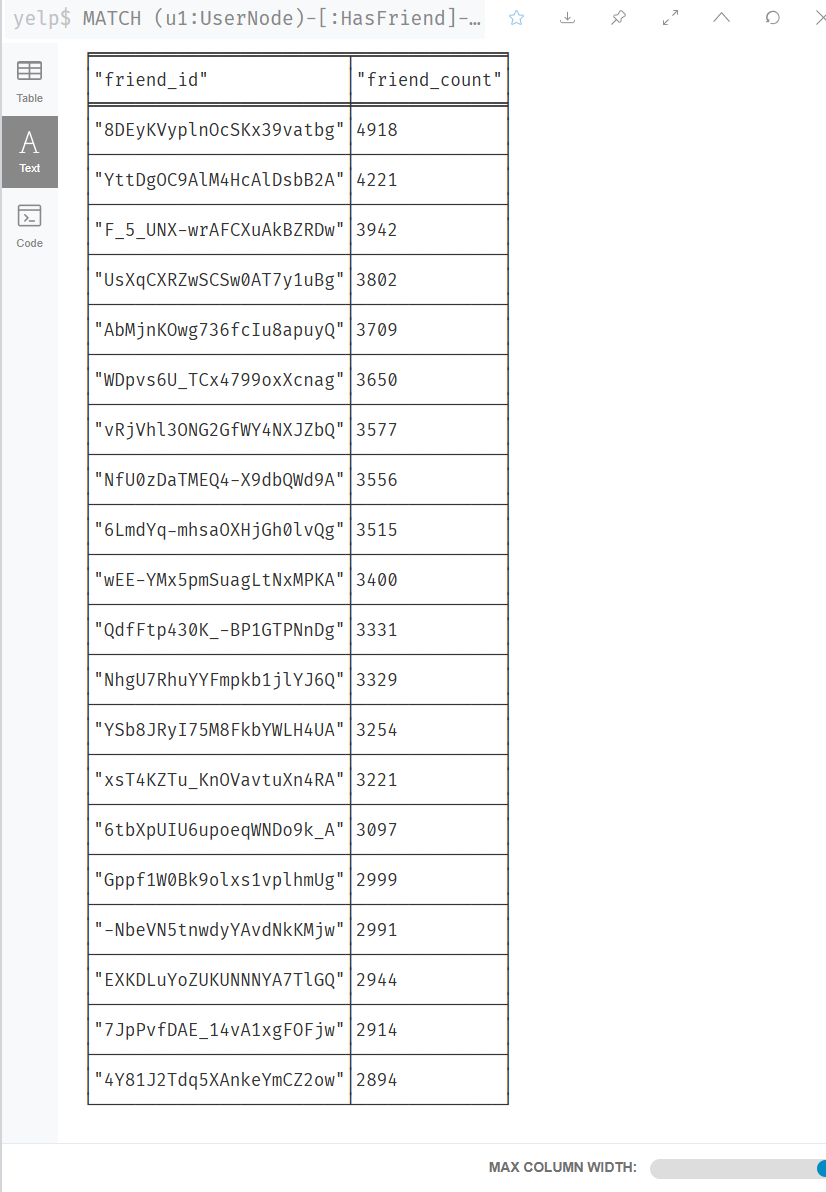 yelp$ MATCH (u1:UserNode)-[:HasFriend]-…
Table
Text
Code
"friend_id" "friend_count"
"8DEyKVyplnOcSKx39vatbg" 4918
"YttDgOC9AlM4HcAlDsbB2A" 4221
"F_5_UNX-wrAFCXuAkBZRDw" 3942
"UsXqCXRZwSCSw0AT7y1uBg" 3802
"AbMjnKOwg736fcIu8apuyQ" 3709
"WDpvs6U_TCx4799oxXcnag" 3650
"vRjVhl3ONG2GfWY4NXJZbQ" 3577
"NfU0zDaTMEQ4-X9dbQWd9A" 3556
"6LmdYq-mhsaOXHjGh0lvQg" 3515
"wEE-YMx5pmSuagLtNxMPKA" 3400
"QdfFtp430K_-BP1GTPNnDg" 3331
"NhgU7RhuYYFmpkb1jlYJ6Q" 3329
"YSb8JRyI75M8FkbYWLH4UA" 3254
"xsT4KZTu_KnOVavtuXn4RA" 3221
"6tbXpUIU6upoeqWNDo9k_A" 3097
"Gppf1W0Bk9olxs1vplhmUg" 2999
"-NbeVN5tnwdyYAvdNkKMjw" 2991
"EXKDLuYoZUKUNNNYA7TlGQ" 2944
"7JpPvfDAE_14vA1xgFOFjw" 2914
"4Y81J2Tdq5XAnkeYmCZ2ow" 2894
MAX COLUMN WIDTH: